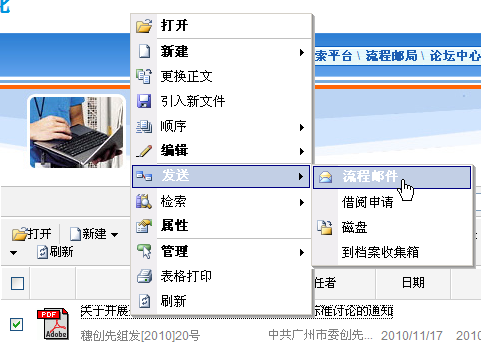 打开
新建
更换正文
引入新文件
顺序
编辑
发送
检索
属性
管理
表格打印
刷新
流程邮件
借阅申请
磁盘
到档案收集箱
索平台 \ 流程邮局 \ 论坛中心
打开 新建
刷新
任者 日期
PDF
Adobe
关于开展 标准讨论的通知
穗创先组发[2010]20号 中共广州市委创先... 2010/11/17 2010/1